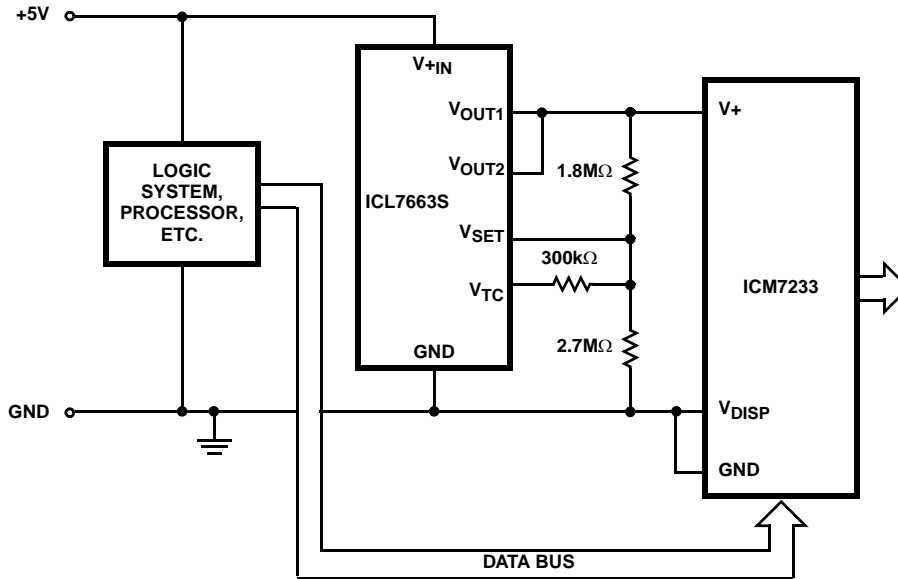 +5V
V+IN
VOUT1
V+
LOGIC
SYSTEM,
PROCESSOR,
ETC.
1.8MΩ
VOUT2
ICL7663S
VSET
300kΩ
ICM7233
VTC
2.7MΩ
GND
GND
VDISP
GND
DATA BUS